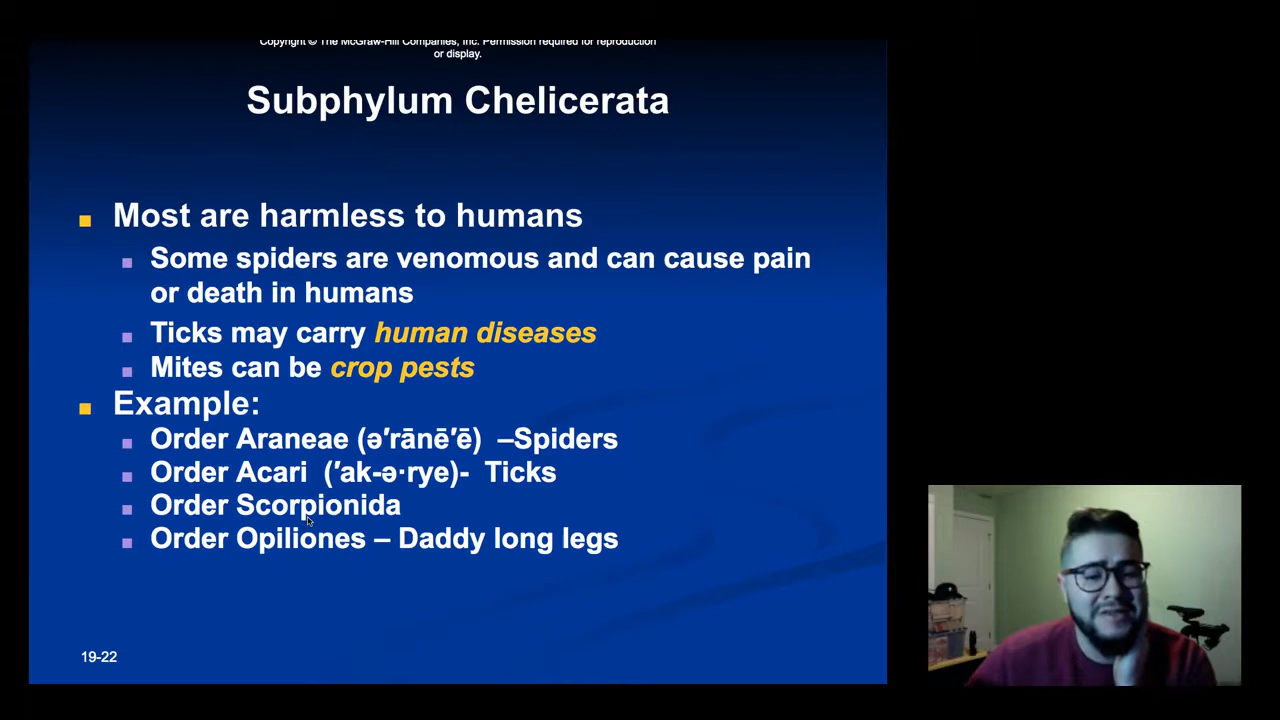 Copyright © The McGraw-Hill Companies, Inc. Permission required for reproduction
or display.
Subphylum Chelicerata
Most are harmless to humans
Some spiders are venomous and can cause pain
or death in humans
Ticks may carry human diseases
Mites can be crop pests
Example:
Order Araneae (ə′rānē′ē) –Spiders
Order Acari (′ak-ə·rye)- Ticks
Order Scorpionida
Order Opiliones – Daddy long legs
19-22